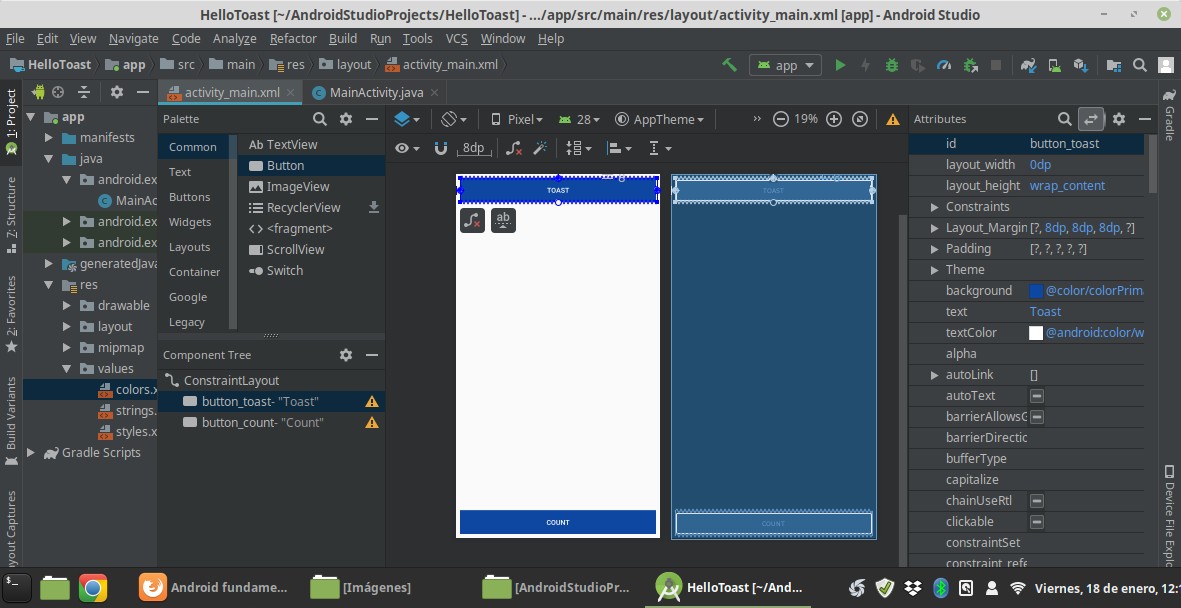 HelloToast [~/AndroidStudioProjects/HelloToast] - .../app/src/main/res/layout/activity_main.xml [app] - Android Studio
File Edit View Navigate Code Analyze Refactor Build Run Tools VCS Window Help
HelloToast app src main res layout activity_main.xml app
1: Project
Z: Structure
2: Favorites
Build Variants
ayout Captures
app
manifests
java
android.ex
MainAc
android.ex
android.ex
generatedJava
res
drawable
layout
mipmap
values
colors.x
strings.
styles.x
Gradle Scripts
activity_main.xml MainActivity.java
Palette
Common
Text
Buttons
Widgets
Layouts
Container
Google
Legacy
Ab TextView
Button
ImageView
RecyclerView
<> <fragment>
ScrollView
Switch
Component Tree
ConstraintLayout
button_toast- "Toast"
button_count- "Count"
Pixel 28 AppTheme 19%
8dp
TOAST
ab
COUNT
TOAST
COUNT
Attributes
id button_toast
layout_width 0dp
layout_height wrap_content
Constraints
Layout_Margin [?, 8dp, 8dp, 8dp, ?]
Padding [?, ?, ?, ?, ?]
Theme
background @color/colorPrima
text Toast
textColor @android:color/w
alpha
autoLink []
autoText
barrierAllowsG
barrierDirectic
bufferType
capitalize
chainUseRtl
clickable
constraintSet
constraint_refe
Gradle
Device File Explo
Android fundame...
[Imágenes]
[AndroidStudioPr...
HelloToast [~/And...
Viernes, 18 de enero, 12:1